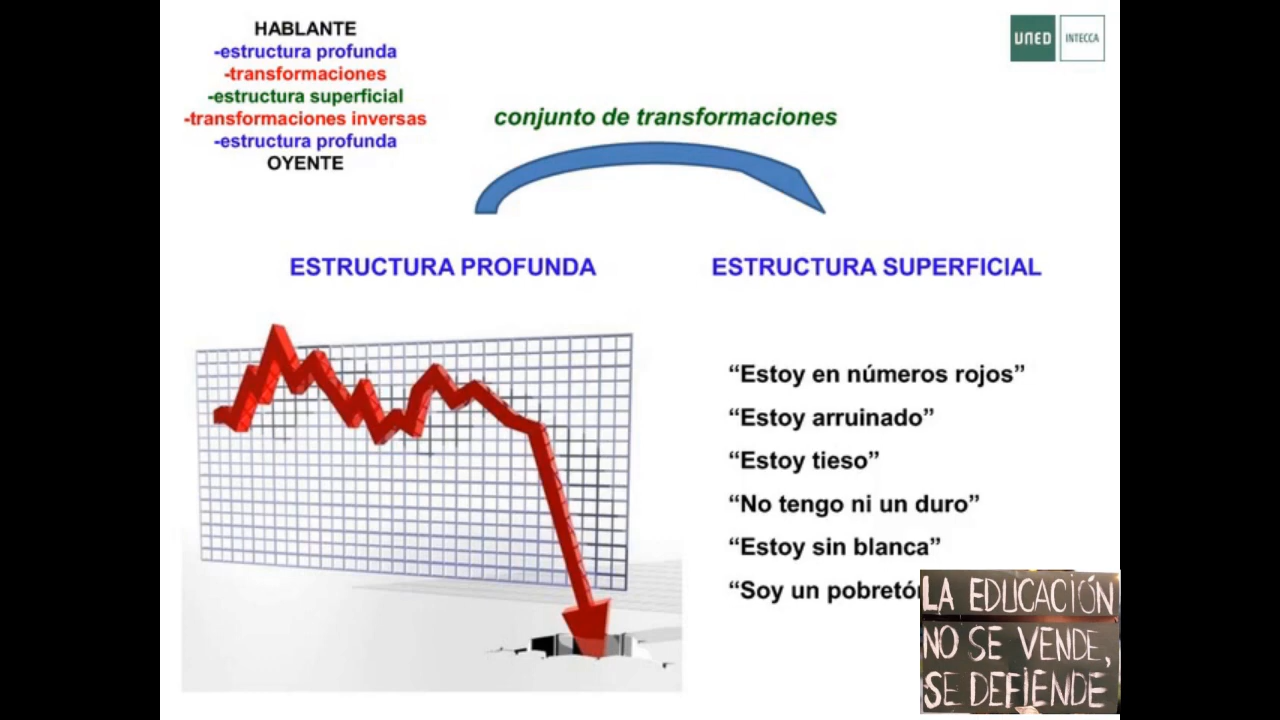 HABLANTE
-estructura profunda
-transformaciones
-estructura superficial
-transformaciones inversas
-estructura profunda
OYENTE
UNED INTECCA
conjunto de transformaciones
ESTRUCTURA PROFUNDA
ESTRUCTURA SUPERFICIAL
“Estoy en números rojos”
“Estoy arruinado”
“Estoy tieso”
“No tengo ni un duro”
“Estoy sin blanca”
“Soy un pobretó
LA EDUCACIÓN
NO SE VENDE,
SE DEFIENDE